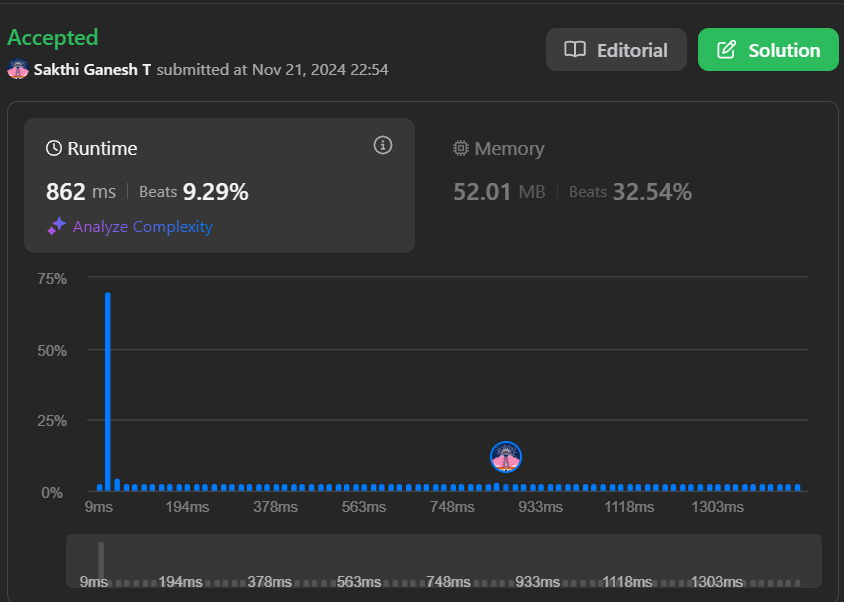 Accepted
Editorial
Solution
Sakthi Ganesh T submitted at Nov 21, 2024 22:54
Runtime
Memory
862 ms Beats 9.29%
52.01 MB Beats 32.54%
Analyze Complexity
75%
50%
25%
0%
9ms 194ms 378ms 563ms 748ms 933ms 1118ms 1303ms
9ms 194ms 378ms 563ms 748ms 933ms 1118ms 1303ms